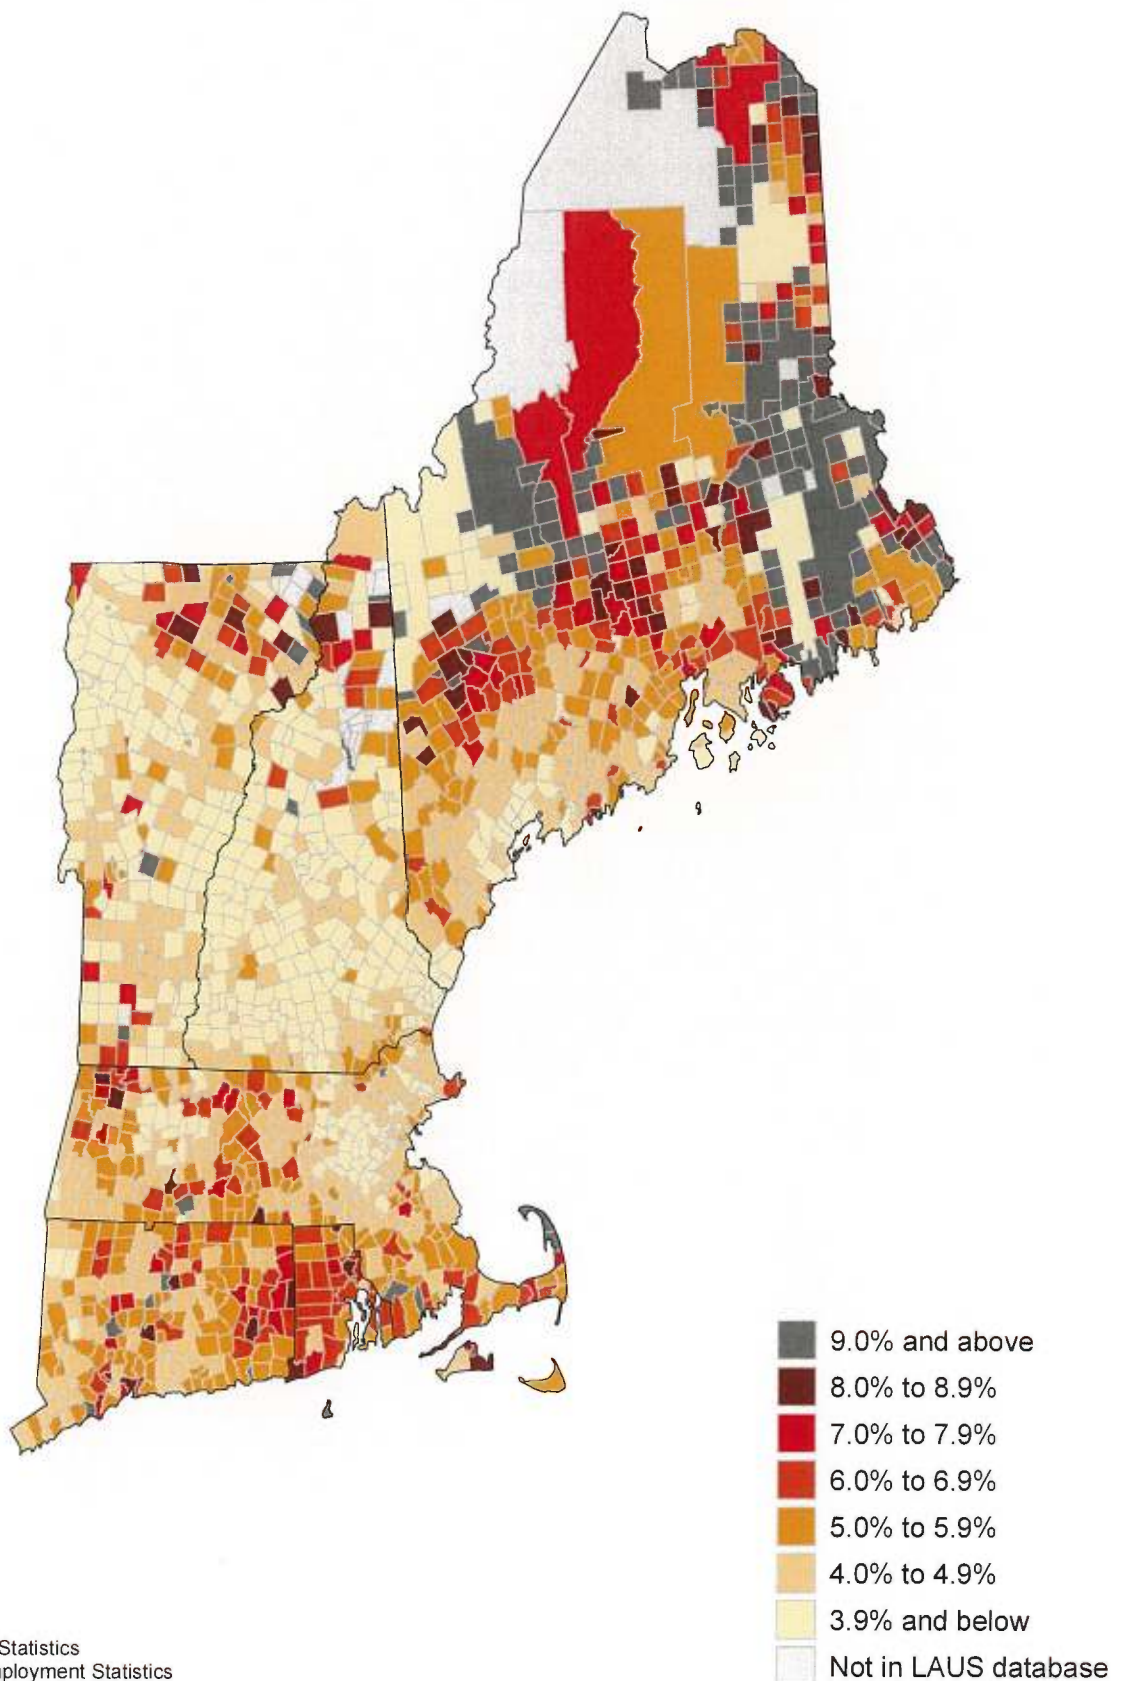 9.0% and above
8.0% to 8.9%
7.0% to 7.9%
6.0% to 6.9%
5.0% to 5.9%
4.0% to 4.9%
3.9% and below
Not in LAUS database
Statistics
ployment Statistics